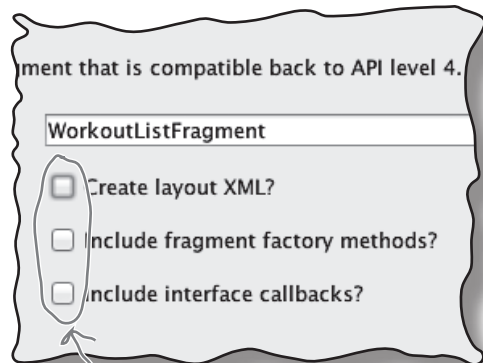 ment that is compatible back to API level 4.
WorkoutListFragment
Create layout XML?
Include fragment factory methods?
Include interface callbacks?